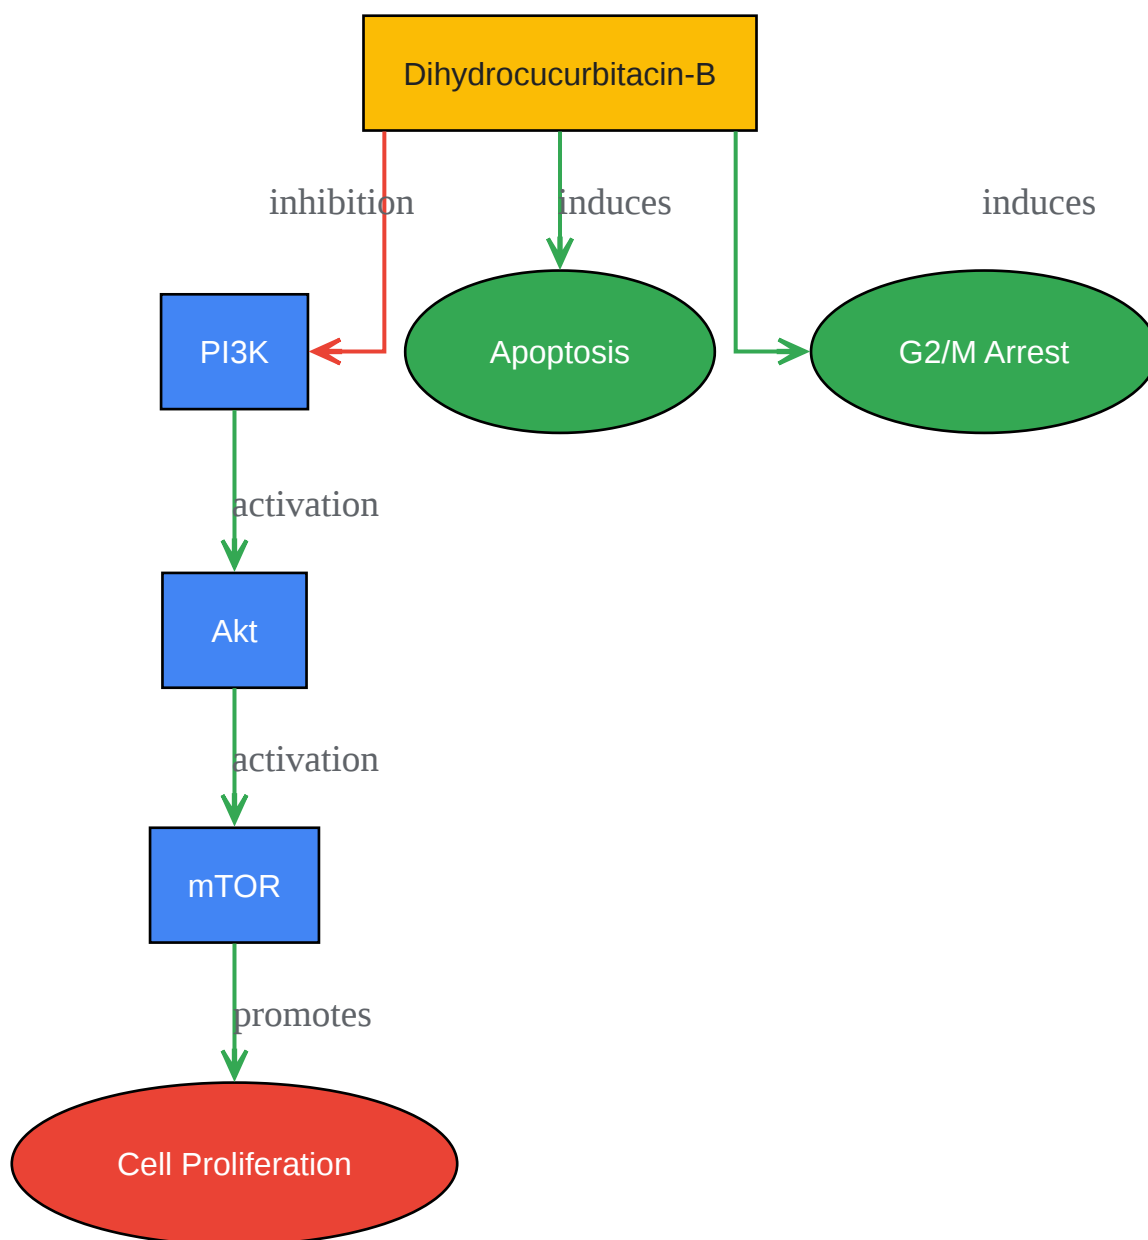 Dihydrocucurbitacin-B
inhibition
induces
induces
PI3K
Apoptosis
G2/M Arrest
activation
Akt
activation
mTOR
promotes
Cell Proliferation